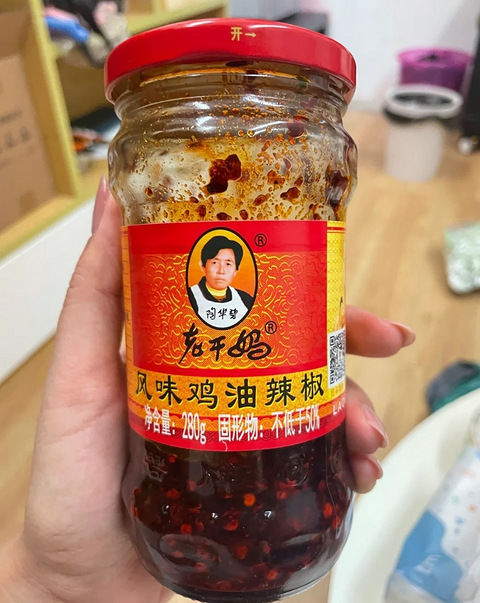 开→
®
陶华碧
老干妈®
风味鸡油辣椒
净含量：280g 固形物：不低于50%